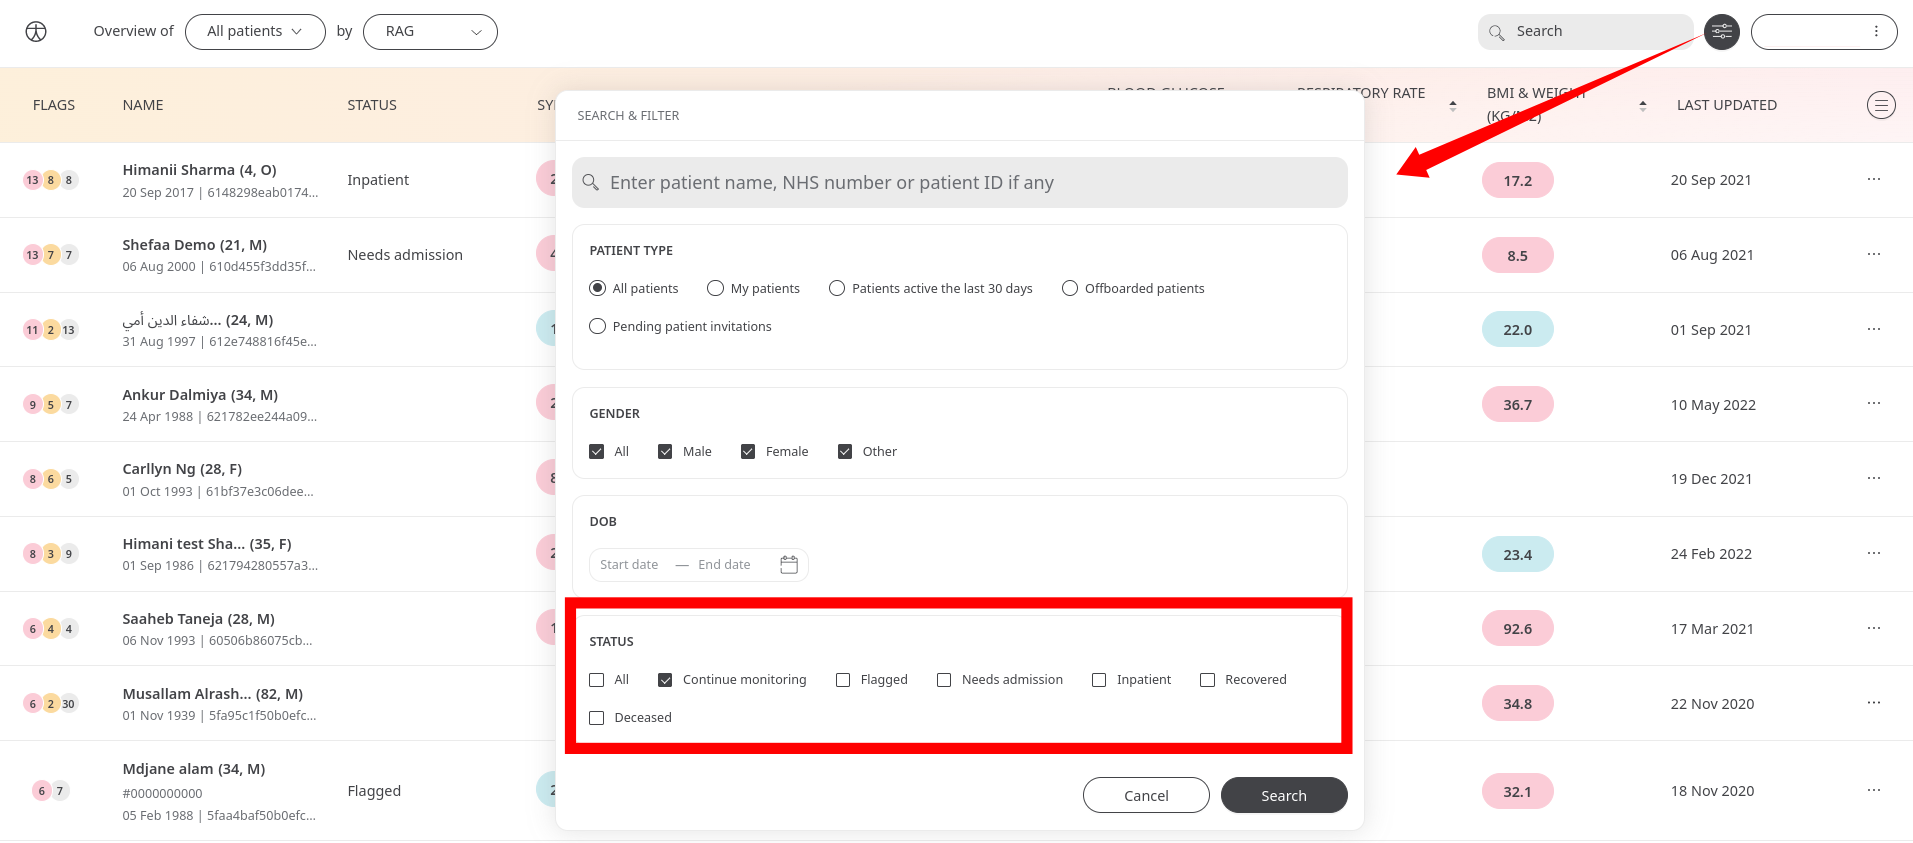 Overview of All patients by RAG Search
FLAGS NAME STATUS LAST UPDATED
RATORY RATE BMI & WEIGHT
SEARCH & FILTER
Enter patient name, NHS number or patient ID if any
PATIENT TYPE
All patients My patients Patients active the last 30 days Offboarded patients
Pending patient invitations
GENDER
All Male Female Other
DOB
Start date — End date
STATUS
All Continue monitoring Flagged Needs admission Inpatient Recovered
Deceased
Cancel Search
13 8 8 Himanii Sharma (4, O) Inpatient 17.2 20 Sep 2021 ...
20 Sep 2017 | 6148298eab0174...
13 7 7 Shefaa Demo (21, M) Needs admission 8.5 06 Aug 2021 ...
06 Aug 2000 | 610d455f3dd35f...
11 2 13 شفاء الدين أمي... (24, M) 22.0 01 Sep 2021 ...
31 Aug 1997 | 612e748816f45e...
9 5 7 Ankur Dalmiya (34, M) 36.7 10 May 2022 ...
24 Apr 1988 | 621782ee244a09...
8 6 5 Carllyn Ng (28, F) 19 Dec 2021 ...
01 Oct 1993 | 61bf37e3c06dee...
8 3 9 Himani test Sha... (35, F) 23.4 24 Feb 2022 ...
01 Sep 1986 | 621794280557a3...
6 4 4 Saaheb Taneja (28, M) 92.6 17 Mar 2021 ...
06 Nov 1993 | 60506b86075cb...
6 2 30 Musallam Alrash... (82, M) 34.8 22 Nov 2020 ...
01 Nov 1939 | 5fa95c1f50b0efc...
6 7 Mdjane alam (34, M) Flagged 32.1 18 Nov 2020 ...
#0000000000
05 Feb 1988 | 5faa4baf50b0efc...